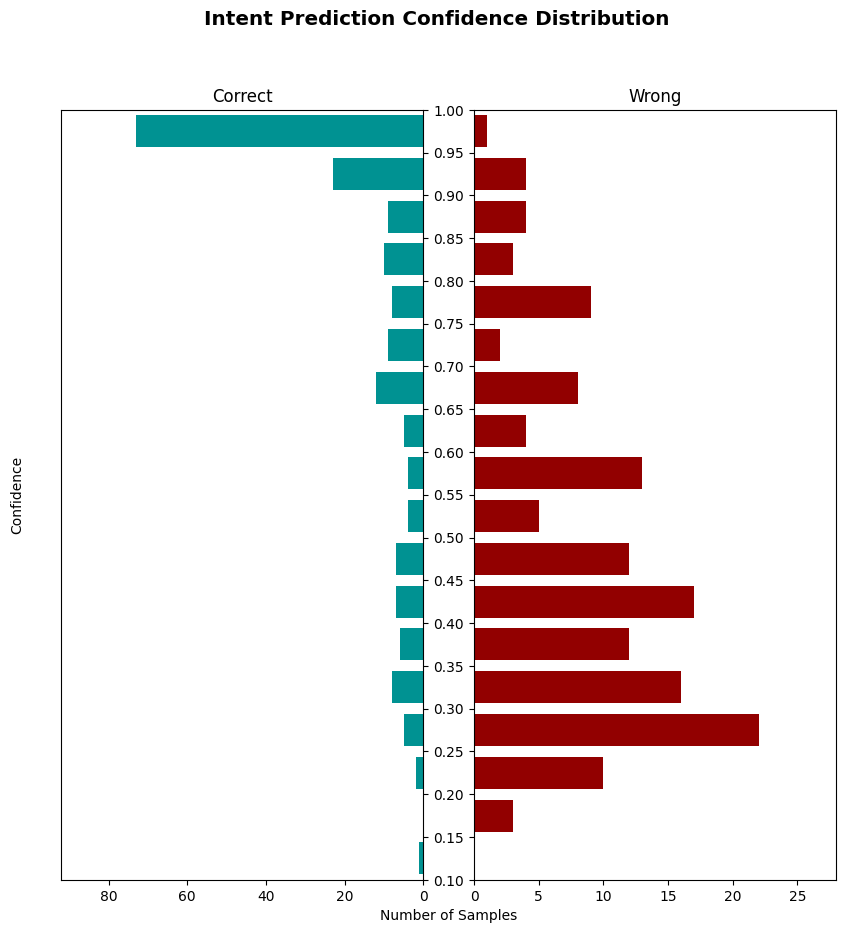 Intent Prediction Confidence Distribution
Correct
Wrong
1.00
0.95
0.90
0.85
0.80
0.75
0.70
0.65
0.60
0.55
0.50
0.45
0.40
0.35
0.30
0.25
0.20
0.15
0.10
Confidence
80 60 40 20 0
0 5 10 15 20 25
Number of Samples